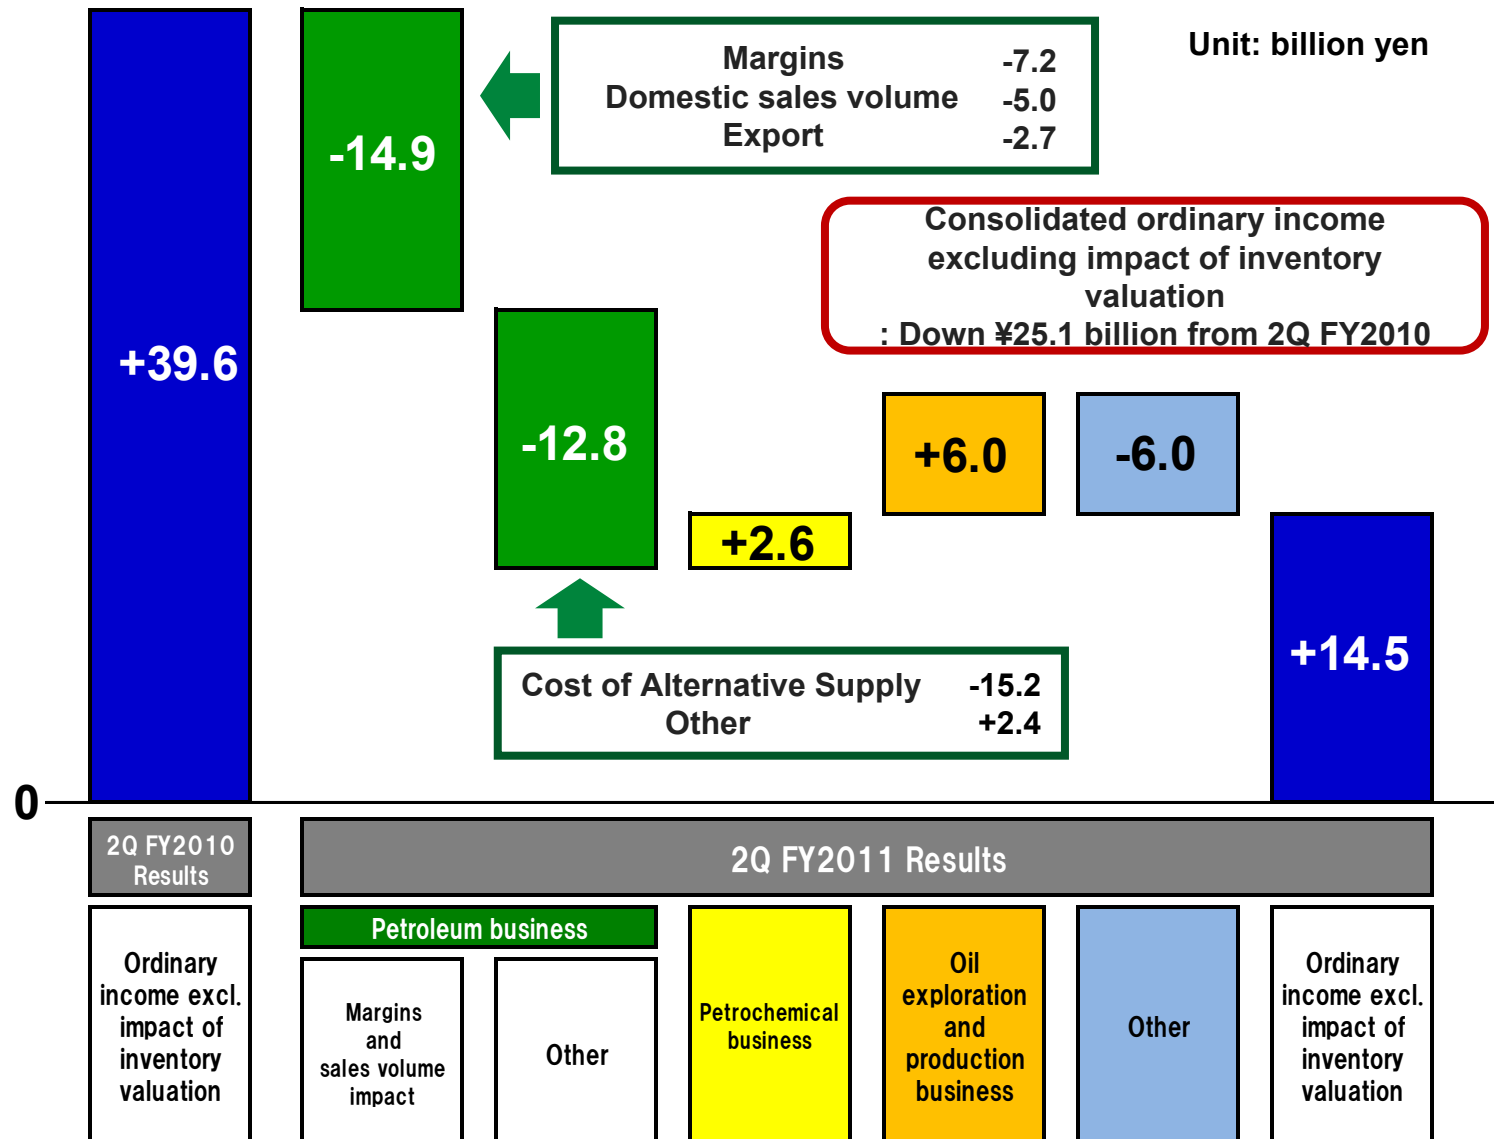 Unit: billion yen
Margins -7.2
Domestic sales volume -5.0
Export -2.7
-14.9
Consolidated ordinary income
excluding impact of inventory
valuation
: Down ¥25.1 billion from 2Q FY2010
+39.6
-12.8
+2.6
+6.0
-6.0
+14.5
Cost of Alternative Supply -15.2
Other +2.4
0
2Q FY2010
Results
2Q FY2011 Results
Ordinary
income excl.
impact of
inventory
valuation
Petroleum business
Margins
and
sales volume
impact
Other
Petrochemical
business
Oil
exploration
and
production
business
Other
Ordinary
income excl.
impact of
inventory
valuation